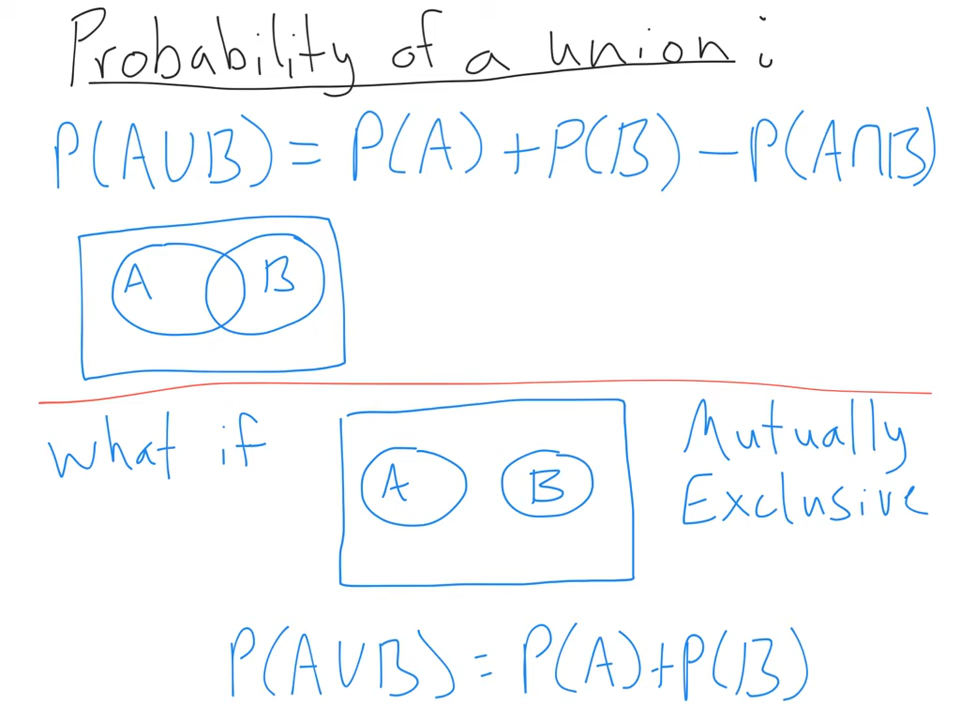 Probability of a union:
P(A∪B) = P(A) + P(B) - P(A∩B)
A B
What if
A B
Mutually
Exclusive
P(A∪B) = P(A) + P(B)